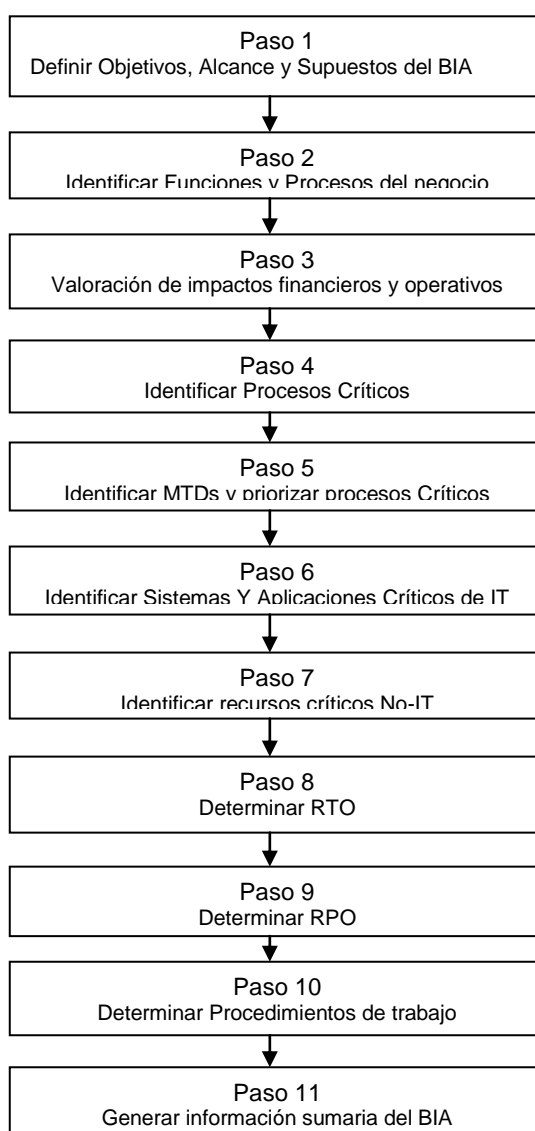 Paso 1
Definir Objetivos, Alcance y Supuestos del BIA
Paso 2
Identificar Funciones y Procesos del negocio
Paso 3
Valoración de impactos financieros y operativos
Paso 4
Identificar Procesos Críticos
Paso 5
Identificar MTDs y priorizar procesos Críticos
Paso 6
Identificar Sistemas Y Aplicaciones Críticos de IT
Paso 7
Identificar recursos críticos No-IT
Paso 8
Determinar RTO
Paso 9
Determinar RPO
Paso 10
Determinar Procedimientos de trabajo
Paso 11
Generar información sumaria del BIA